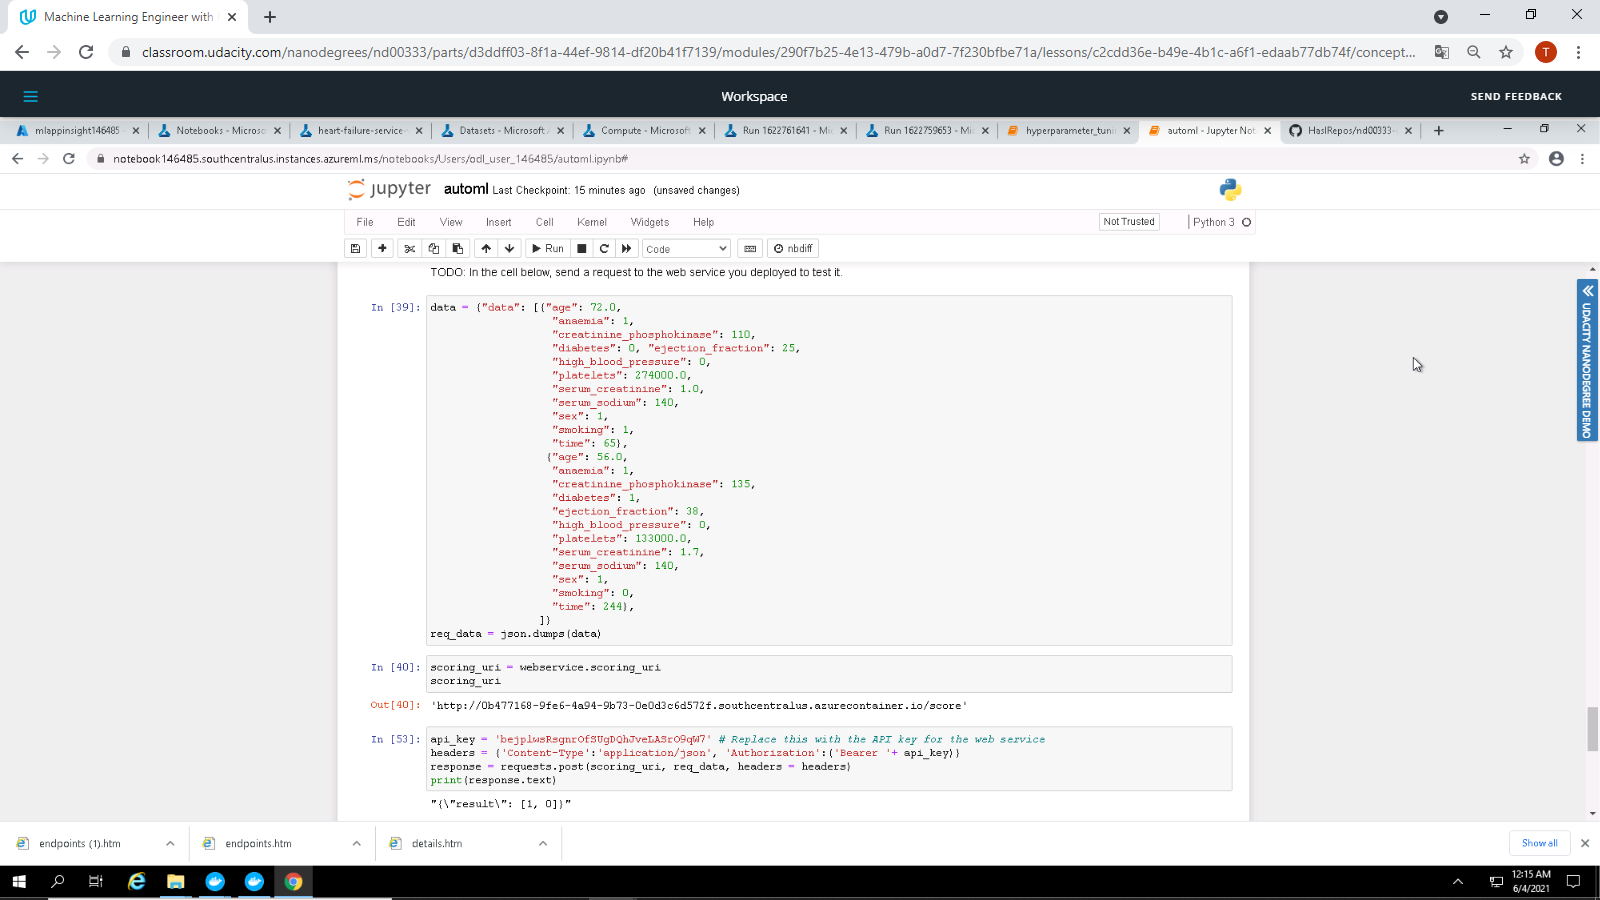 Machine Learning Engineer with
classroom.udacity.com/nanodegrees/nd00333/parts/d3ddff03-8f1a-44ef-9814-df20b41f7139/modules/290f7b25-4e13-479b-a0d7-7f230bfbe71a/lessons/c2cdd36e-b49e-4b1c-a6f1-edaab77db74f/concept...
T
Workspace
SEND FEEDBACK
mlappinsight146485
Notebooks - Microso
heart-failure-service
Datasets - Microsoft
Compute - Microsoft
Run 1622761641 - Mi
Run 1622759653 - Mi
hyperparameter_tuni
automl - Jupyter Not
HaslRepos/nd00333-
notebook146485.southcentralus.instances.azureml.ms/notebooks/Users/odl_user_146485/automl.ipynb#
jupyter automl Last Checkpoint: 15 minutes ago (unsaved changes)
File Edit View Insert Cell Kernel Widgets Help
Not Trusted
Python 3
Run
Code
nbdiff
TODO: In the cell below, send a request to the web service you deployed to test it.
In [39]: data = {"data": [{"age": 72.0,
"anaemia": 1,
"creatinine_phosphokinase": 110,
"diabetes": 0, "ejection_fraction": 25,
"high_blood_pressure": 0,
"platelets": 274000.0,
"serum_creatinine": 1.0,
"serum_sodium": 140,
"sex": 1,
"smoking": 1,
"time": 65},
{"age": 56.0,
"anaemia": 1,
"creatinine_phosphokinase": 135,
"diabetes": 1,
"ejection_fraction": 38,
"high_blood_pressure": 0,
"platelets": 133000.0,
"serum_creatinine": 1.7,
"serum_sodium": 140,
"sex": 1,
"smoking": 0,
"time": 244},
]}
req_data = json.dumps(data)
In [40]: scoring_uri = webservice.scoring_uri
scoring_uri
Out[40]: 'http://0b477168-9fe6-4a94-9b73-0e0d3c6d572f.southcentralus.azurecontainer.io/score'
In [53]: api_key = 'bejplwsRsgnrOfSUgDQhJveLASrO9qW7' # Replace this with the API key for the web service
headers = {'Content-Type':'application/json', 'Authorization':('Bearer '+ api_key)}
response = requests.post(scoring_uri, req_data, headers = headers)
print(response.text)
"{\"result\": [1, 0]}"
UDACITY NANODEGREE DEMO
endpoints (1).htm
endpoints.htm
details.htm
Show all
12:15 AM
6/4/2021